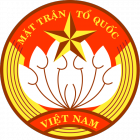 MẶT TRẬN TỔ QUỐC
VIỆT NAM